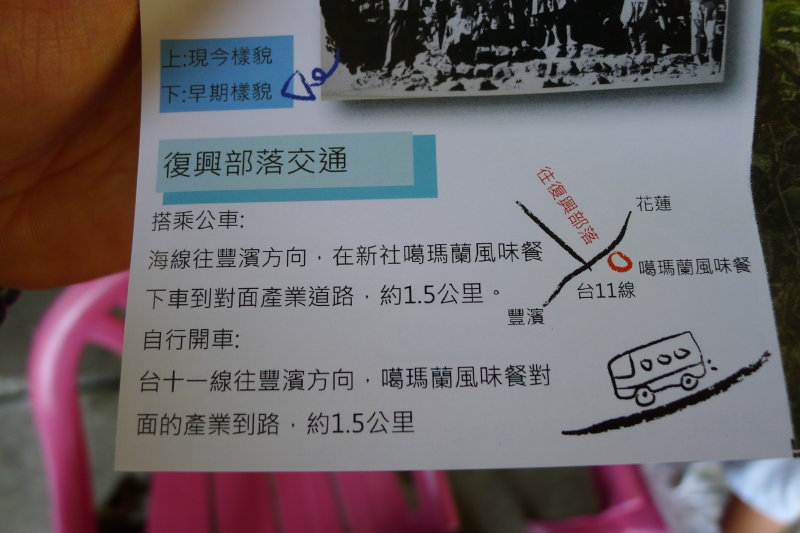 上:現今樣貌
下:早期樣貌
復興部落交通
搭乘公車:
海線往豐濱方向，在新社噶瑪蘭風味餐
下車到對面產業道路，約1.5公里。
自行開車:
台十一線往豐濱方向，噶瑪蘭風味餐對
面的產業到路，約1.5公里
往復興部落
花蓮
噶瑪蘭風味餐
台11線
豐濱